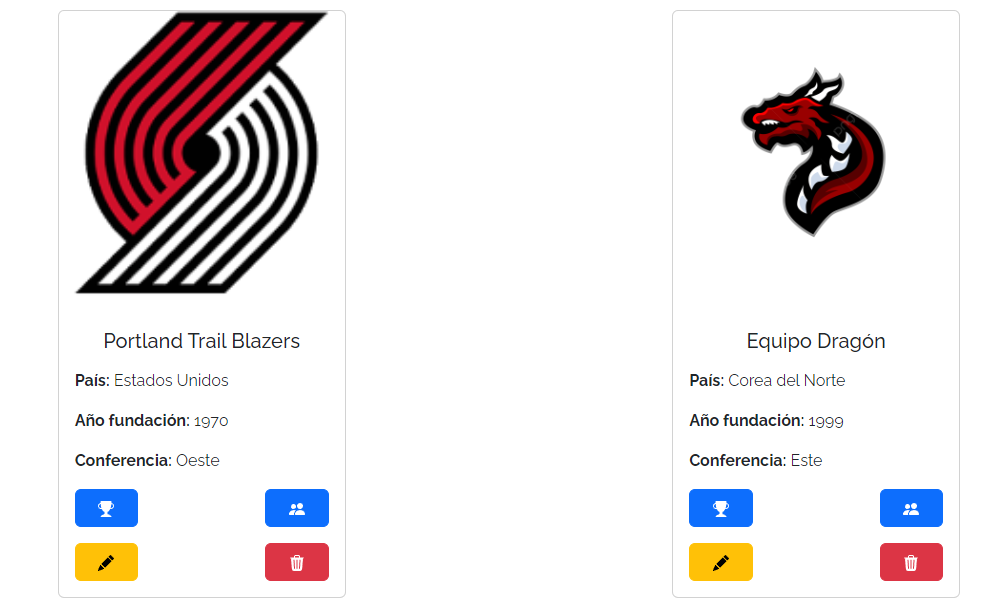 Portland Trail Blazers
País: Estados Unidos
Año fundación: 1970
Conferencia: Oeste
Equipo Dragón
País: Corea del Norte
Año fundación: 1999
Conferencia: Este